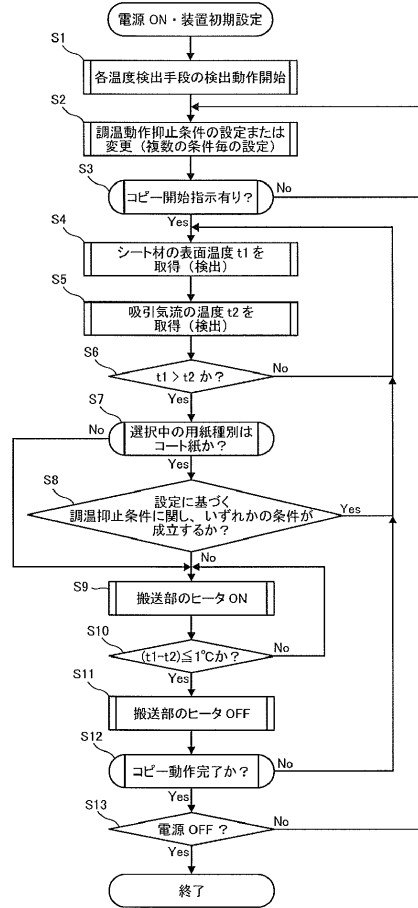 電源 ON・装置初期設定
S1
各温度検出手段の検出動作開始
S2
調温動作抑止条件の設定または
変更（複数の条件毎の設定）
S3
コピー開始指示有り？
No
Yes
S4
シート材の表面温度 t1 を
取得（検出）
S5
吸引気流の温度 t2 を
取得（検出）
S6
t1 > t2 か？
No
Yes
S7
No
選択中の用紙種別は
コート紙か？
Yes
S8
設定に基づく
調温抑止条件に関し、いずれかの条件が
成立するか？
Yes
No
S9
搬送部のヒータ ON
S10
(t1-t2)≦1℃か？
No
Yes
S11
搬送部のヒータ OFF
S12
コピー動作完了か？
No
Yes
S13
電源 OFF？
No
Yes
終了